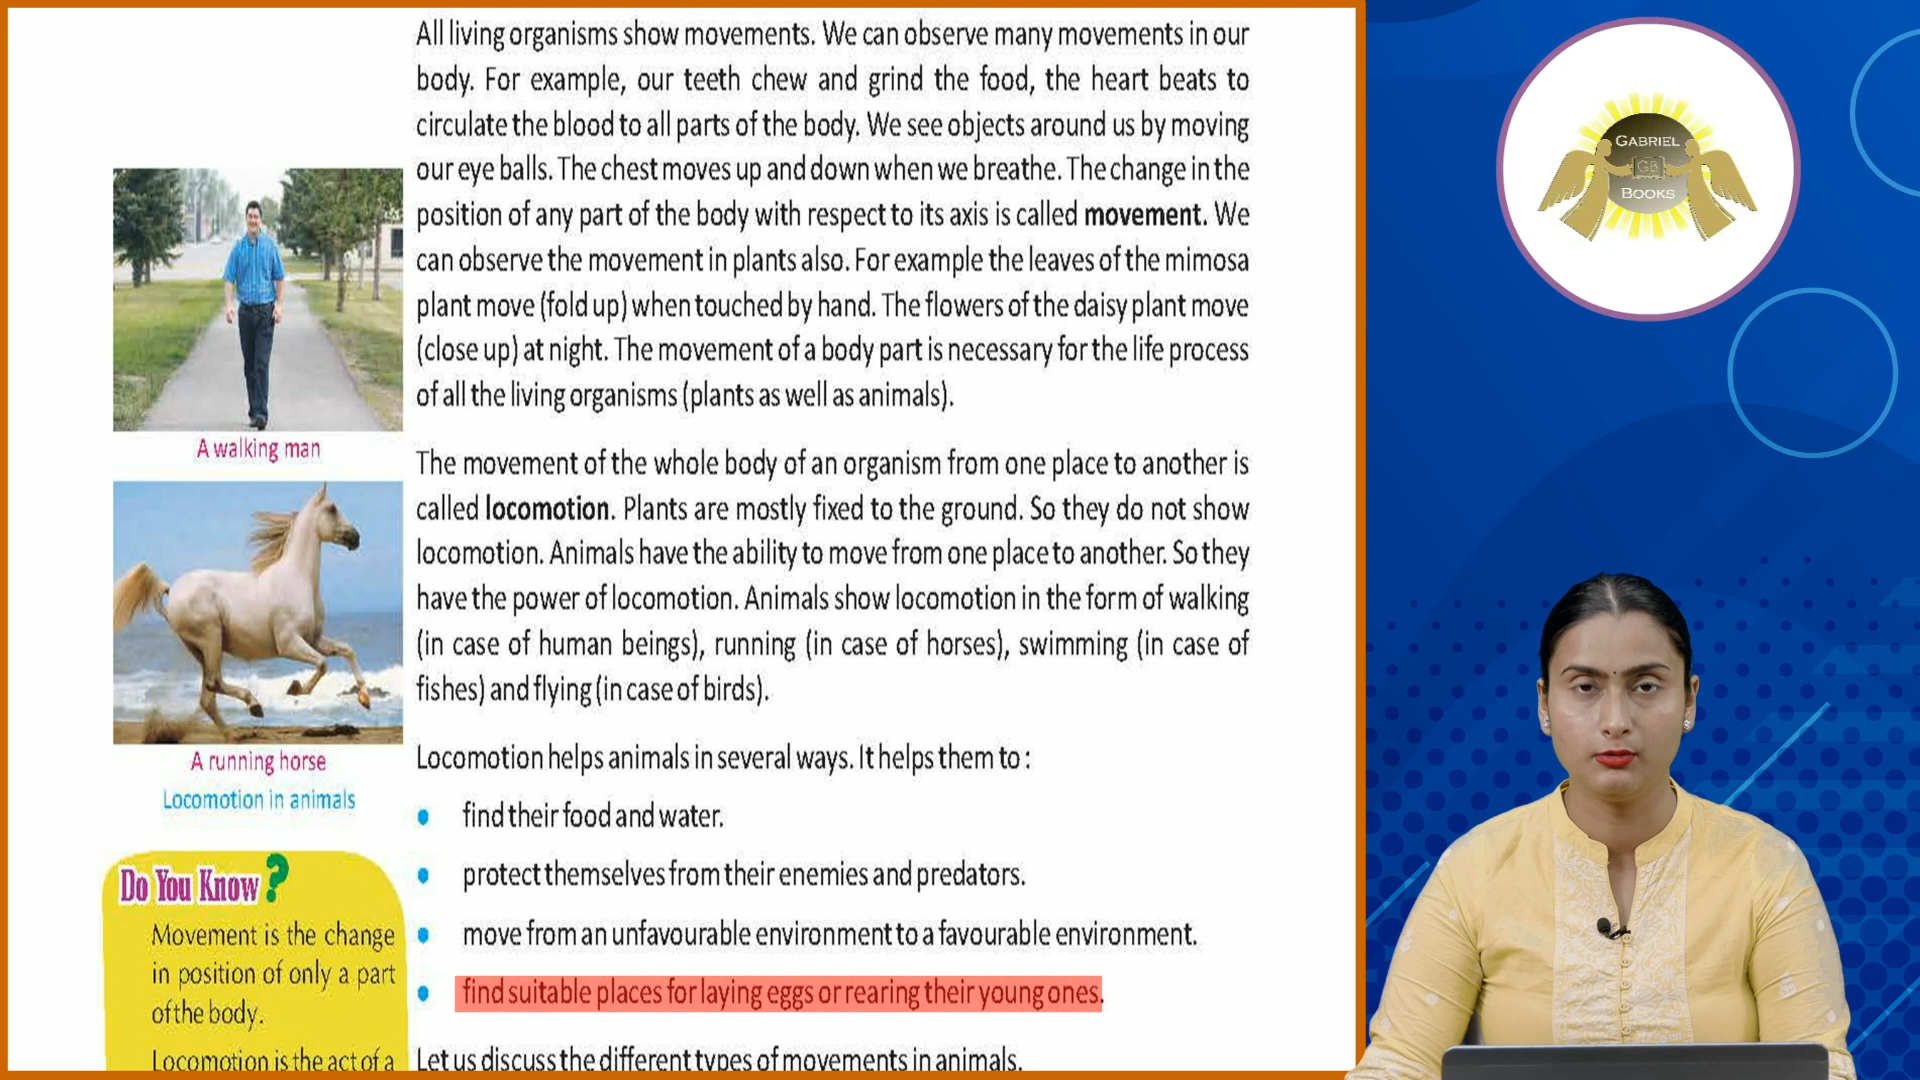 All living organisms show movements. We can observe many movements in our
body. For example, our teeth chew and grind the food, the heart beats to
circulate the blood to all parts of the body. We see objects around us by moving
our eye balls. The chest moves up and down when we breathe. The change in the
position of any part of the body with respect to its axis is called movement. We
can observe the movement in plants also. For example the leaves of the mimosa
plant move (fold up) when touched by hand. The flowers of the daisy plant move
(close up) at night. The movement of a body part is necessary for the life process
of all the living organisms (plants as well as animals).
A walking man
The movement of the whole body of an organism from one place to another is
called locomotion. Plants are mostly fixed to the ground. So they do not show
locomotion. Animals have the ability to move from one place to another. So they
have the power of locomotion. Animals show locomotion in the form of walking
(in case of human beings), running (in case of horses), swimming (in case of
fishes) and flying (in case of birds).
A running horse
Locomotion in animals
Locomotion helps animals in several ways. It helps them to :
• find their food and water.
• protect themselves from their enemies and predators.
• move from an unfavourable environment to a favourable environment.
• find suitable places for laying eggs or rearing their young ones.
Let us discuss the different types of movements in animals.
Do You Know ?
Movement is the change
in position of only a part
of the body.
Locomotion is the act of a
GABRIEL
GB
BOOKS